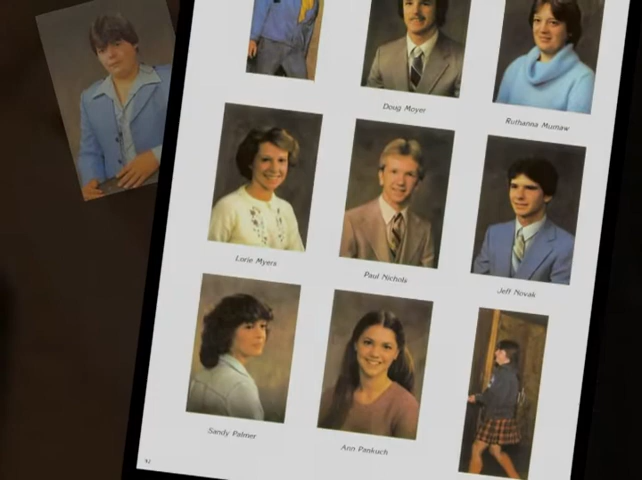 Doug Moyer
Ruthanna Mumaw
Lorie Myers
Paul Nichols
Jeff Novak
Sandy Palmer
Ann Pankuch